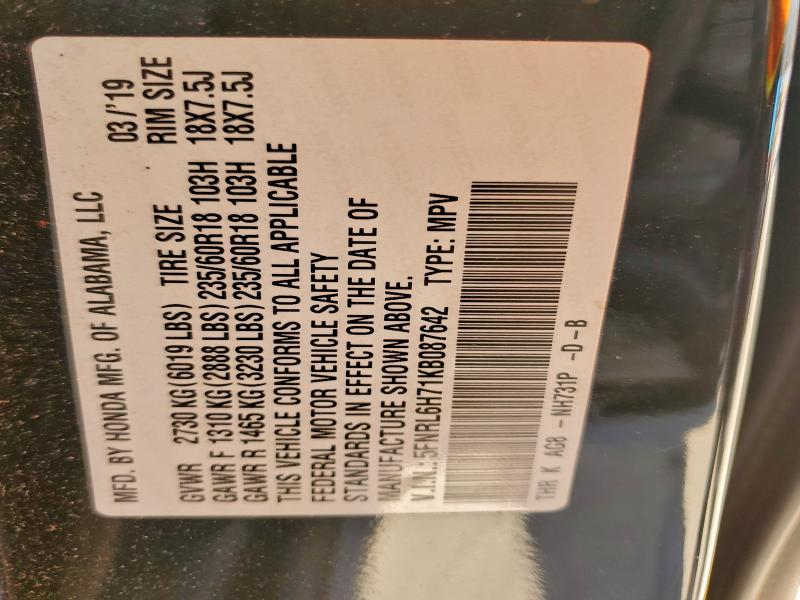 MFD. BY HONDA MFG. OF ALABAMA, LLC 03/'19
GVWR 2730 KG (6019 LBS) TIRE SIZE RIM SIZE
GAWR F 1310 KG (2888 LBS) 235/60R18 103H 18X7.5J
GAWR R 1465 KG (3230 LBS) 235/60R18 103H 18X7.5J
THIS VEHICLE CONFORMS TO ALL APPLICABLE
FEDERAL MOTOR VEHICLE SAFETY
STANDARDS IN EFFECT ON THE DATE OF
MANUFACTURE SHOWN ABOVE.
V.I.N.: 5FNRL6H71KB087642 TYPE: MPV
THR K AG8 - NH731P -D-B